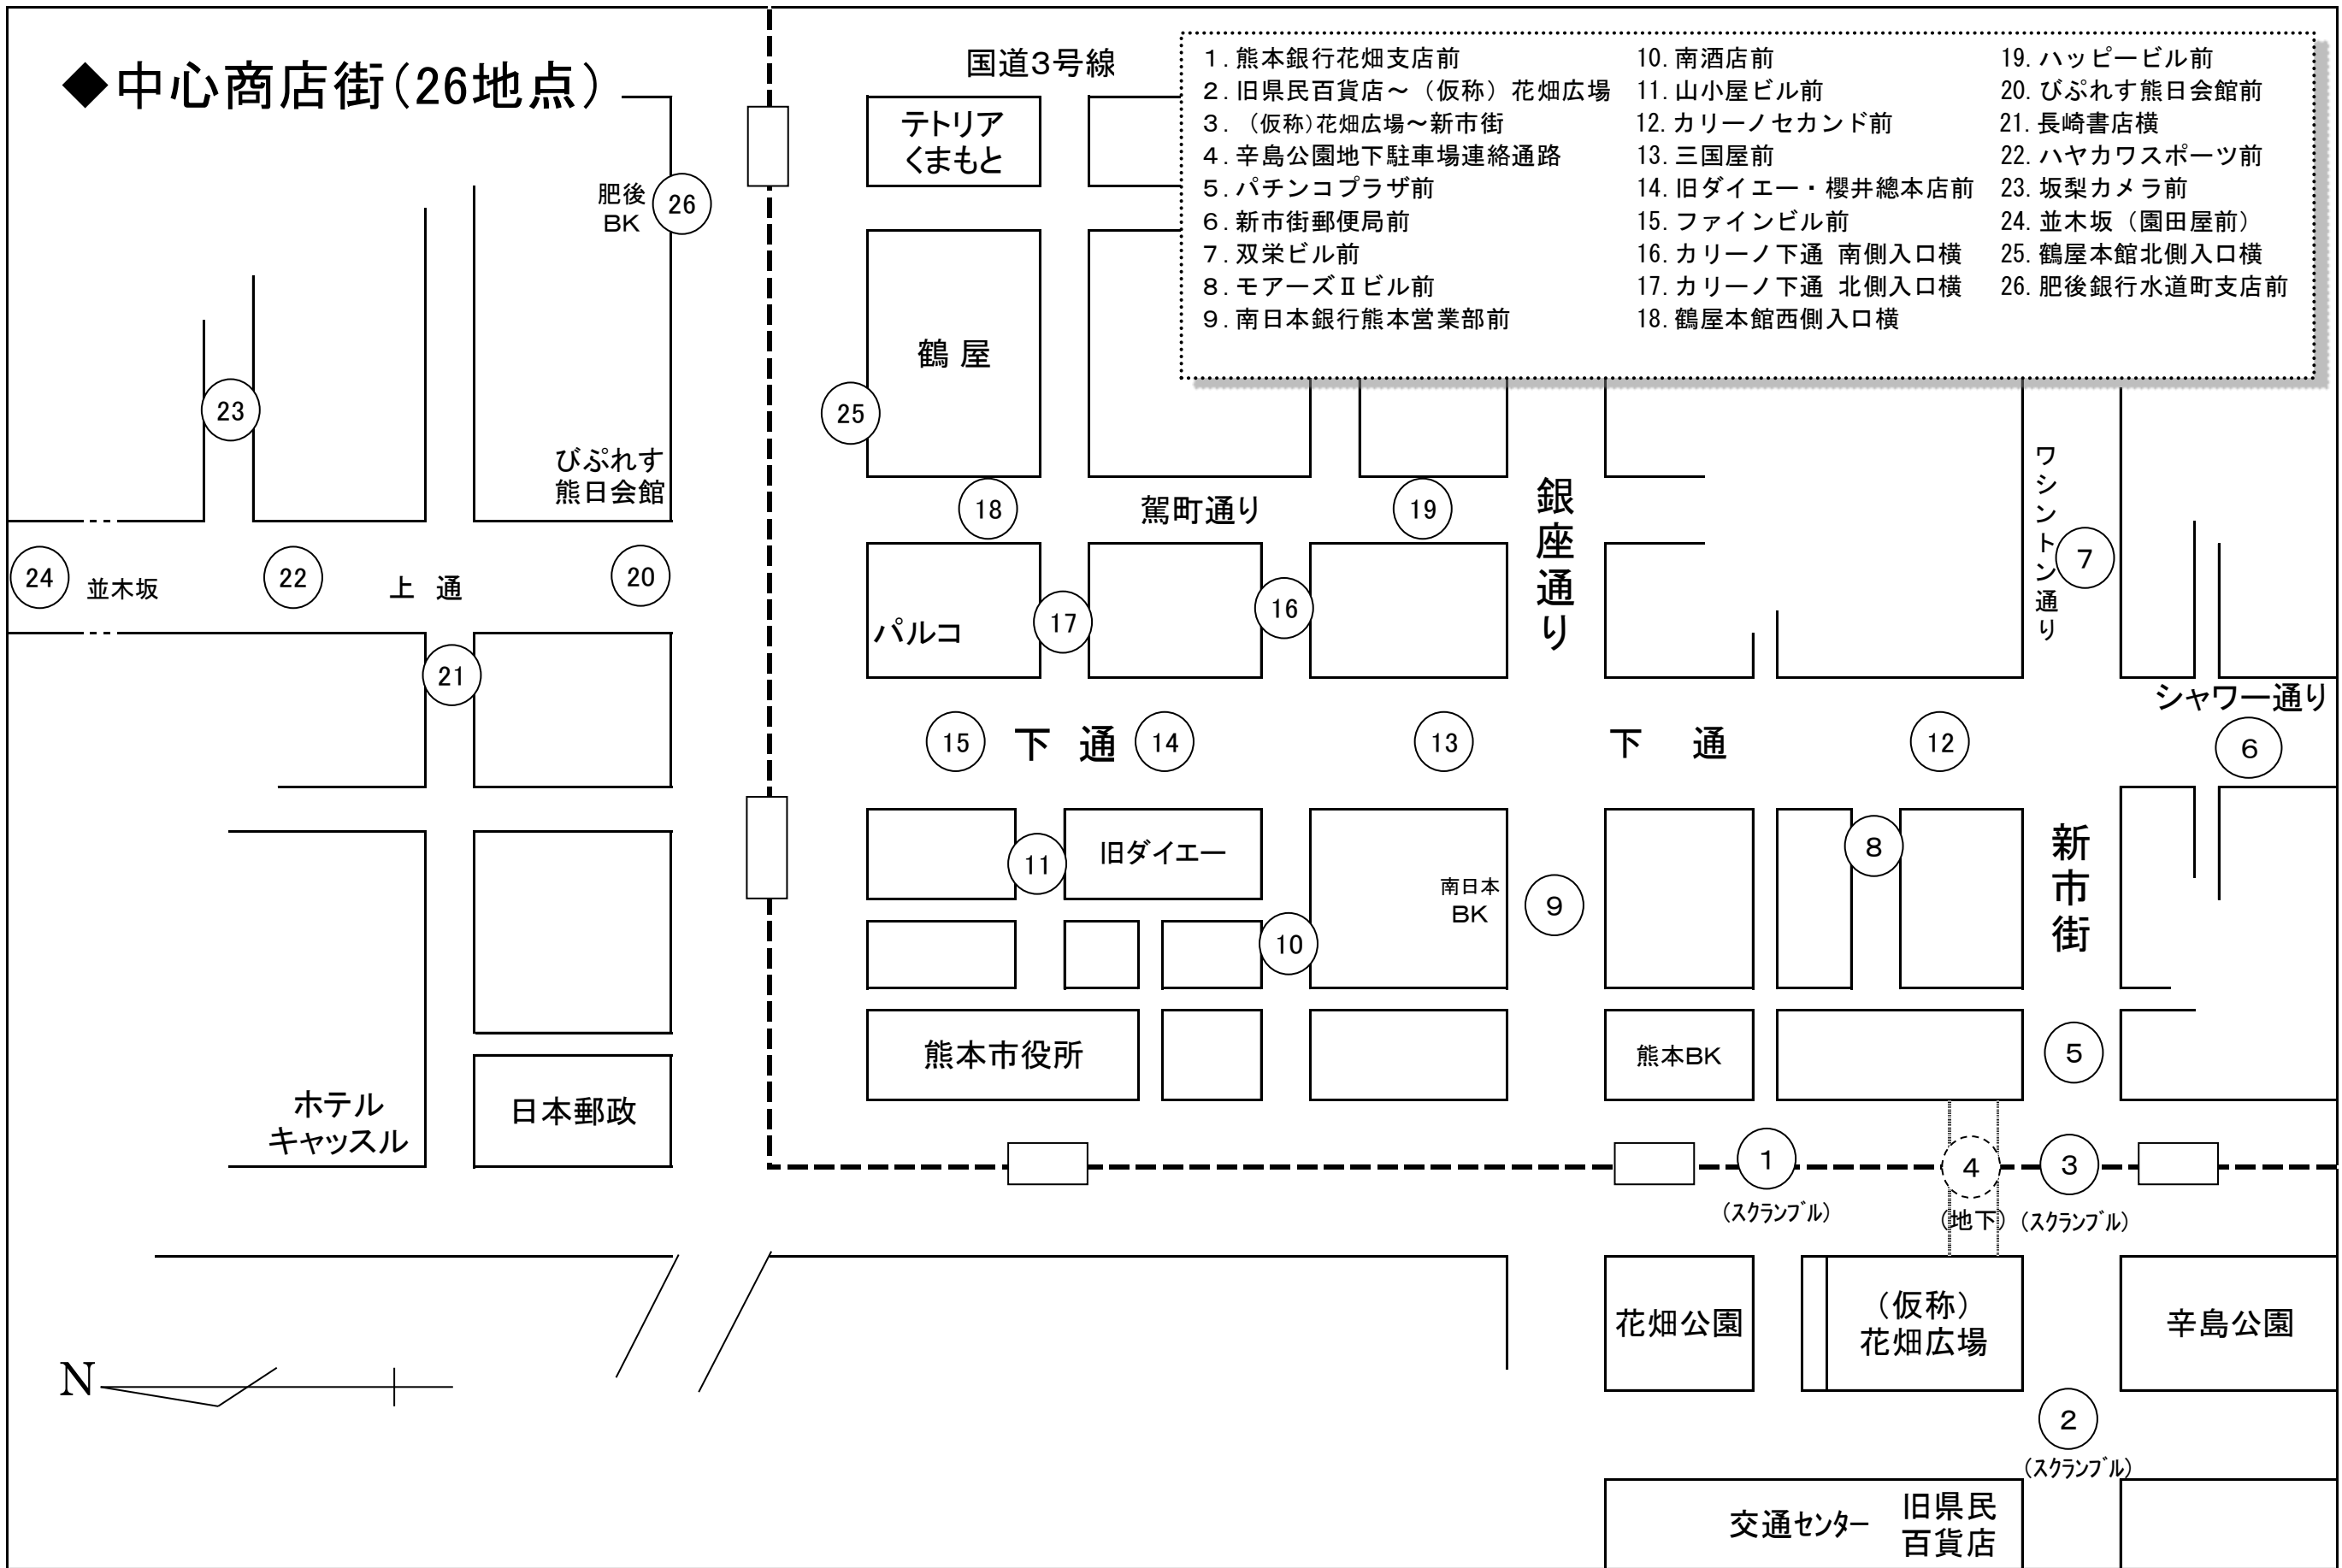 ◆中心商店街(26地点)
国道3号線
1. 熊本銀行花畑支店前
2. 旧県民百貨店～（仮称）花畑広場
3. （仮称)花畑広場～新市街
4. 辛島公園地下駐車場連絡通路
5. パチンコプラザ前
6. 新市街郵便局前
7. 双栄ビル前
8. モアーズⅡビル前
9. 南日本銀行熊本営業部前
10. 南酒店前
11. 山小屋ビル前
12. カリーノセカンド前
13. 三国屋前
14. 旧ダイエー・櫻井總本店前
15. ファインビル前
16. カリーノ下通 南側入口横
17. カリーノ下通 北側入口横
18. 鶴屋本館西側入口横
19. ハッピービル前
20. びぷれす熊日会館前
21. 長崎書店横
22. ハヤカワスポーツ前
23. 坂梨カメラ前
24. 並木坂（園田屋前）
25. 鶴屋本館北側入口横
26. 肥後銀行水道町支店前
テトリア
くまもと
肥後
BK
26
鶴 屋
23
25
びぷれす
熊日会館
18
駕町通り
19
銀座通り
ワシントン通り
7
24
並木坂
22
上 通
20
パルコ
17
16
21
シャワー通り
15
下 通
14
13
下 通
12
6
11
旧ダイエー
8
新市街
南日本
BK
9
10
熊本市役所
熊本BK
5
ホテル
キャッスル
日本郵政
1
4
3
(スクランブル)
(地下)
(スクランブル)
花畑公園
（仮称）
花畑広場
辛島公園
N
2
(スクランブル)
交通センター
旧県民
百貨店